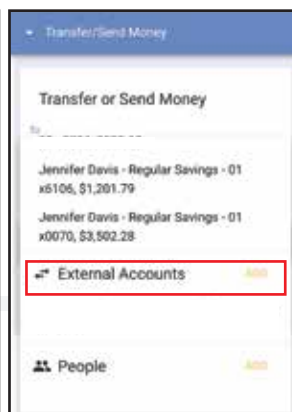 Transfer/Send Money
Transfer or Send Money
To
Jennifer Davis - Regular Savings - 01
x6106, $1,201.79
Jennifer Davis - Regular Savings - 01
x0070, $3,502.28
External Accounts ADD
People ADD